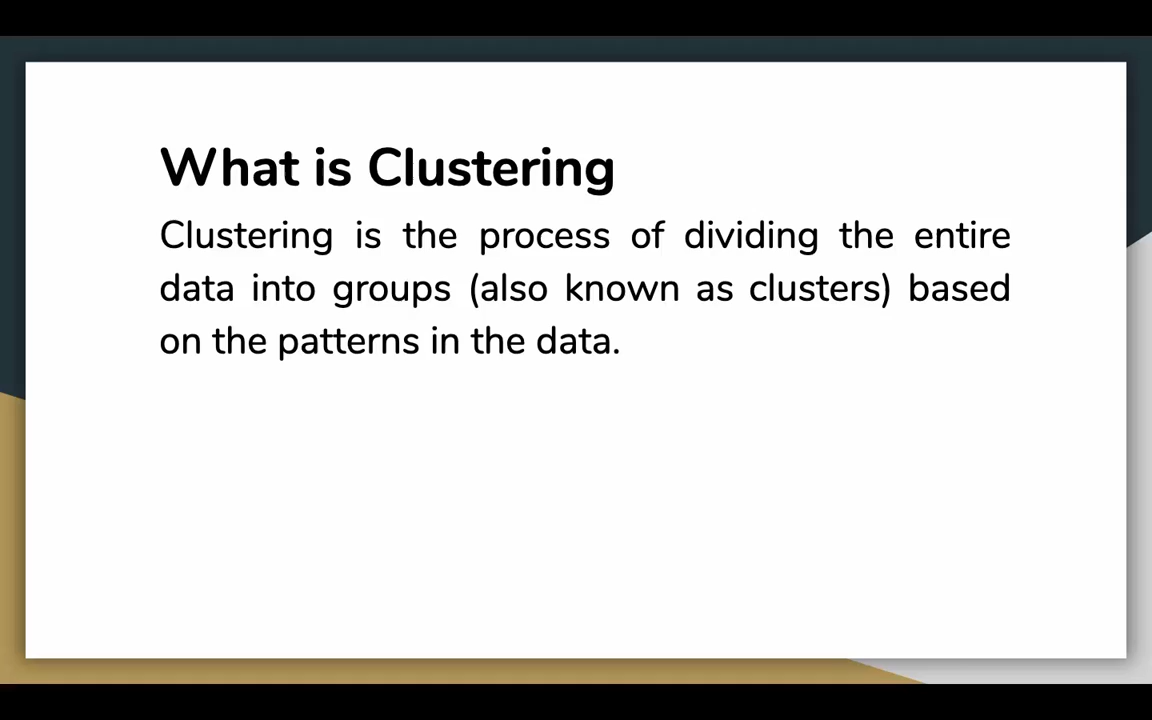 What is Clustering
Clustering is the process of dividing the entire
data into groups (also known as clusters) based
on the patterns in the data.